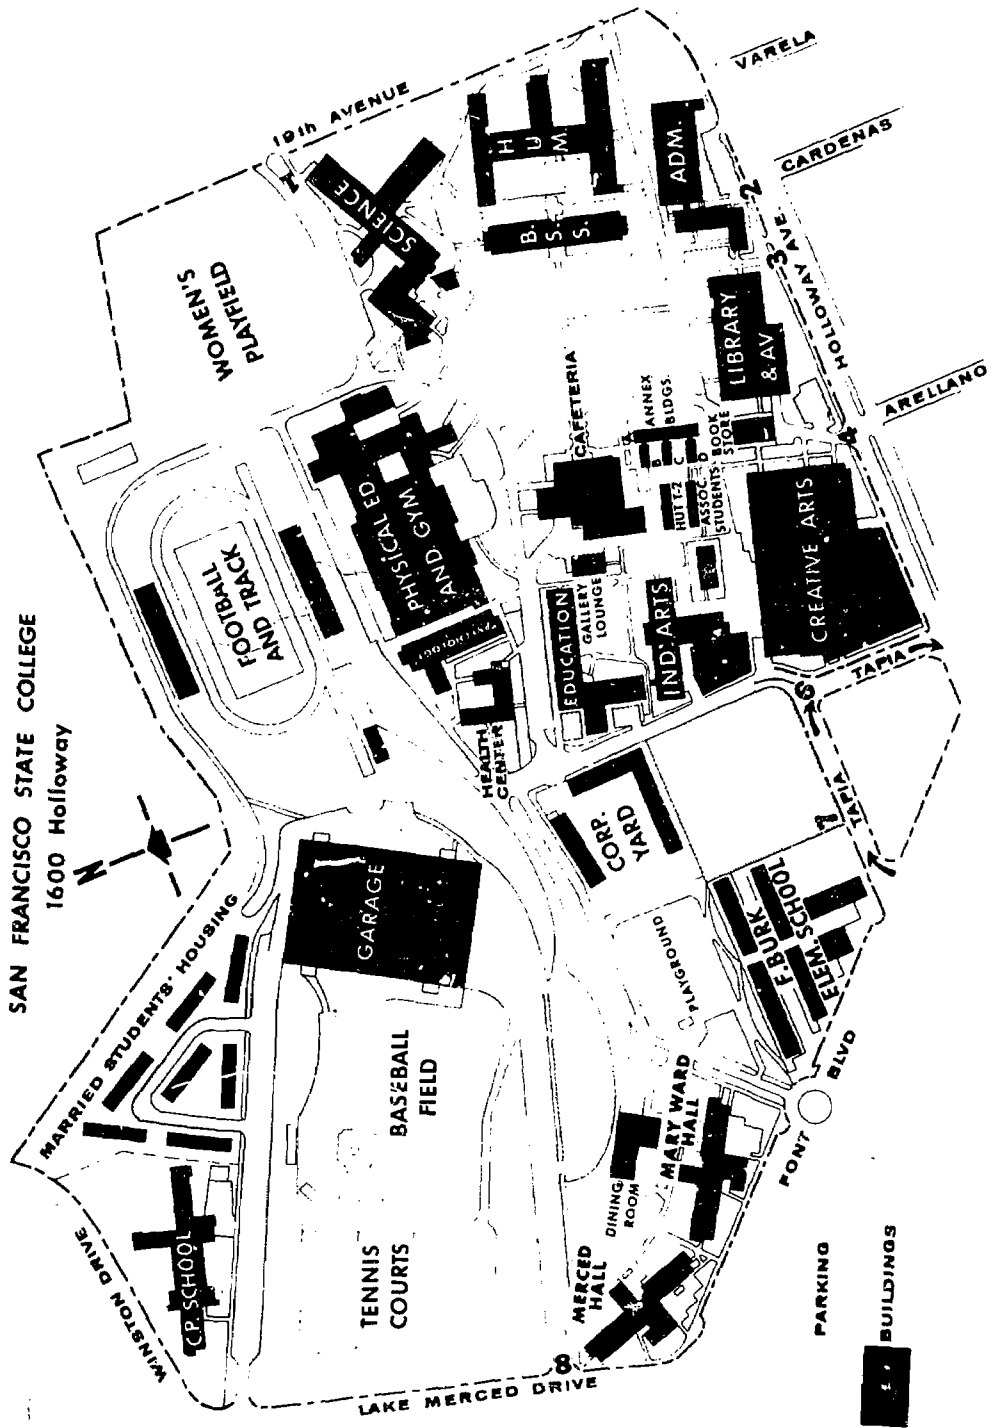 SAN FRANCISCO STATE COLLEGE
1600 Holloway
N
19th AVENUE
VARELA
CARDENAS
HOLLOWAY AVE.
ARELLANO
TAPIA
TAPIA
FONT
BLVD
LAKE MERCED DRIVE
WINSTON DRIVE
MARRIED STUDENTS' HOUSING
1
2
3
4
6
7
8
WOMEN'S
PLAYFIELD
SCIENCE
HUM.
B.
S.
S.
ADM.
LIBRARY
& AV
CAFETERIA
ANNEX
BLDGS.
B
C
D
HUT T-2
ASSOC.
STUDENTS
BOOK
STORE
CREATIVE ARTS
FOOTBALL
AND TRACK
PHYSICAL ED.
AND GYM.
PSYCHOLOGY
EDUCATION
GALLERY
LOUNGE
IND ARTS
HEALTH
CENTER
CORP.
YARD
GARAGE
PLAYGROUND
F. BURK
ELEM. SCHOOL
BASEBALL
FIELD
TENNIS
COURTS
C.P. SCHOOL
DINING
ROOM
MARY WARD
HALL
MERCED
HALL
PARKING
BUILDINGS